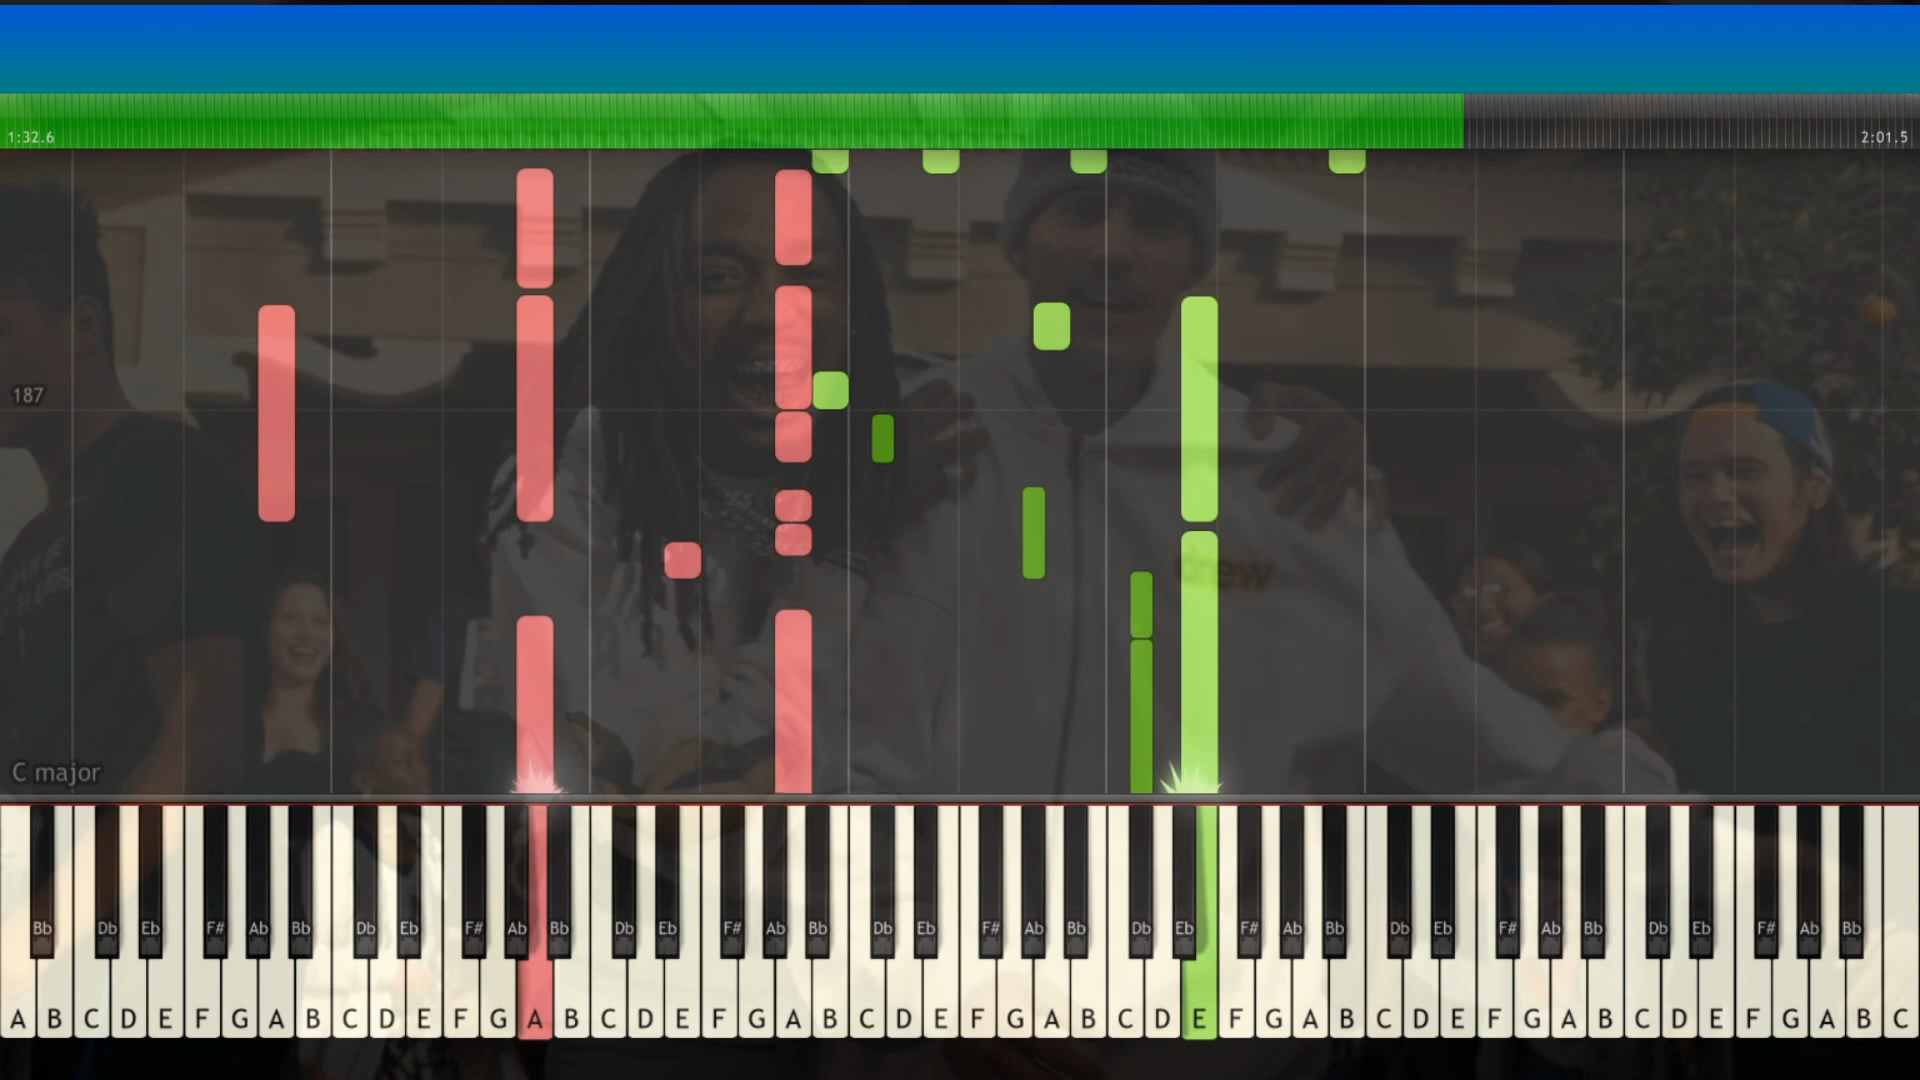 1:32.6 2:01.5
187
drew
C major
Bb Db Eb F# Ab Bb Db Eb F# Ab Bb Db Eb F# Ab Bb Db Eb F# Ab Bb Db Eb F# Ab Bb Db Eb F# Ab Bb Db Eb F# Ab Bb
A B C D E F G A B C D E F G A B C D E F G A B C D E F G A B C D E F G A B C D E F G A B C D E F G A B C